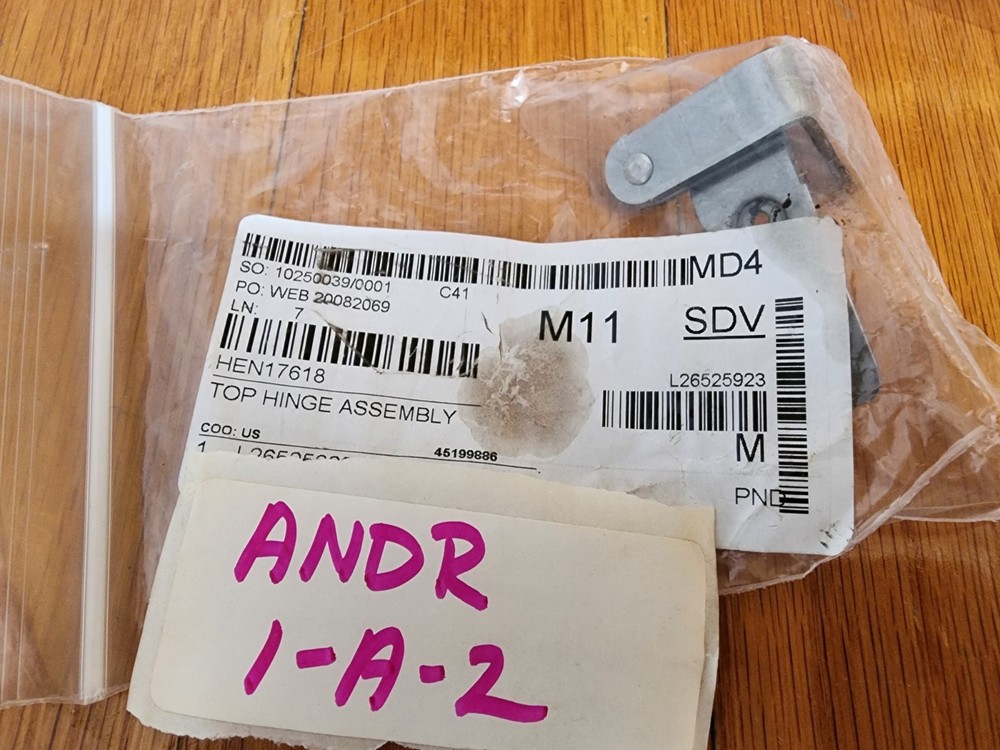 MD4
SO: 10250039/0001
C41
PO: WEB 20082069
LN: 7
M11
SDV
HEN17618
L26525923
TOP HINGE ASSEMBLY
M
COO: US
45199886
1
PND
ANDR
1-A-2